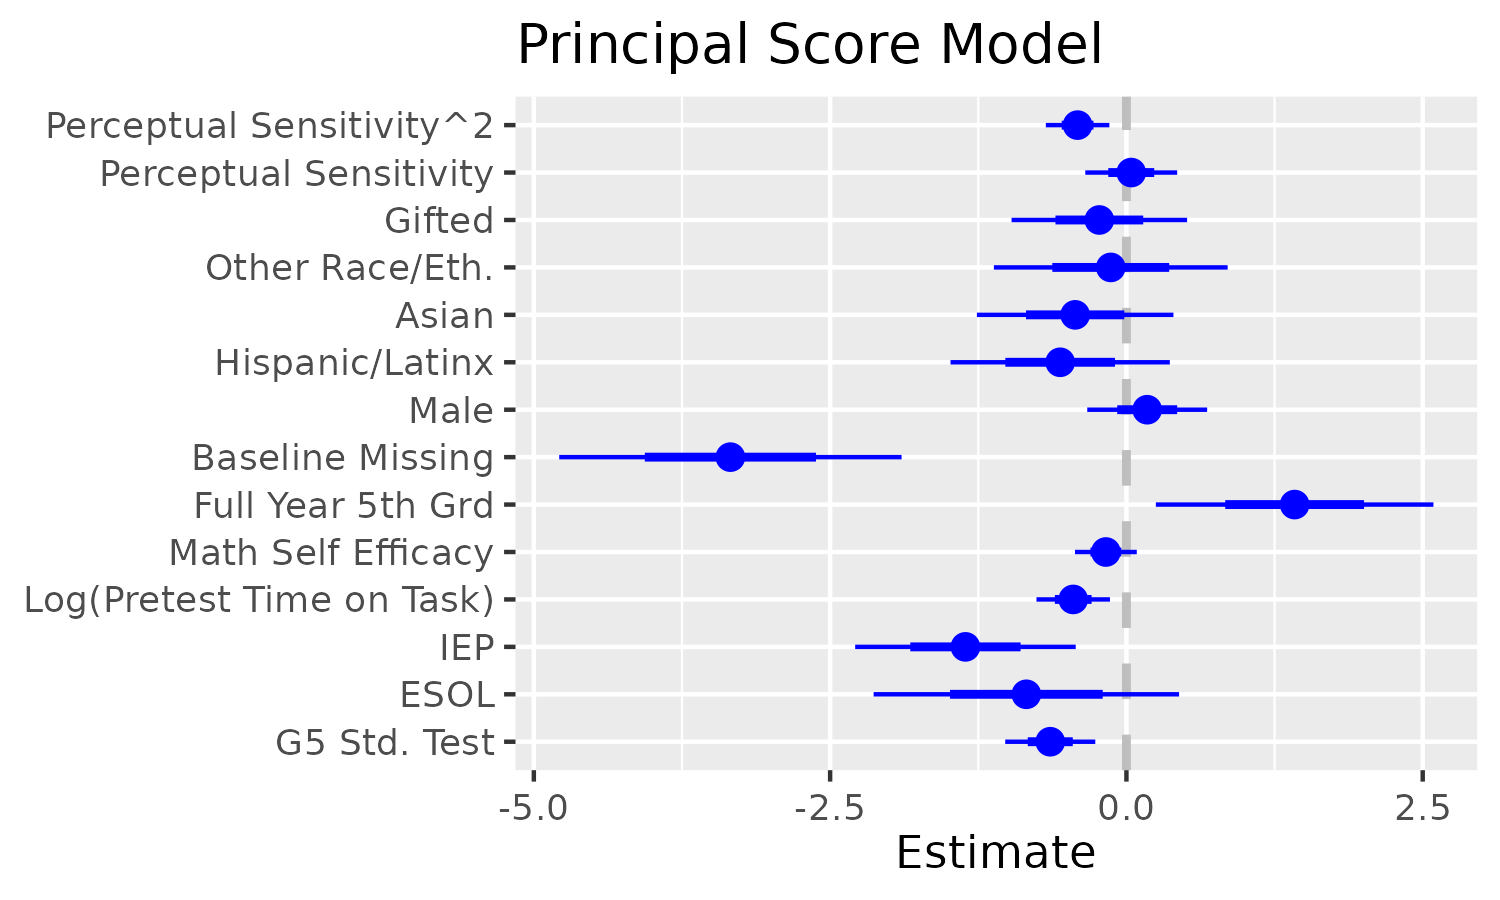 Principal Score Model
Perceptual Sensitivity^2
Perceptual Sensitivity
Gifted
Other Race/Eth.
Asian
Hispanic/Latinx
Male
Baseline Missing
Full Year 5th Grd
Math Self Efficacy
Log(Pretest Time on Task)
IEP
ESOL
G5 Std. Test
-5.0 -2.5 0.0 2.5
Estimate